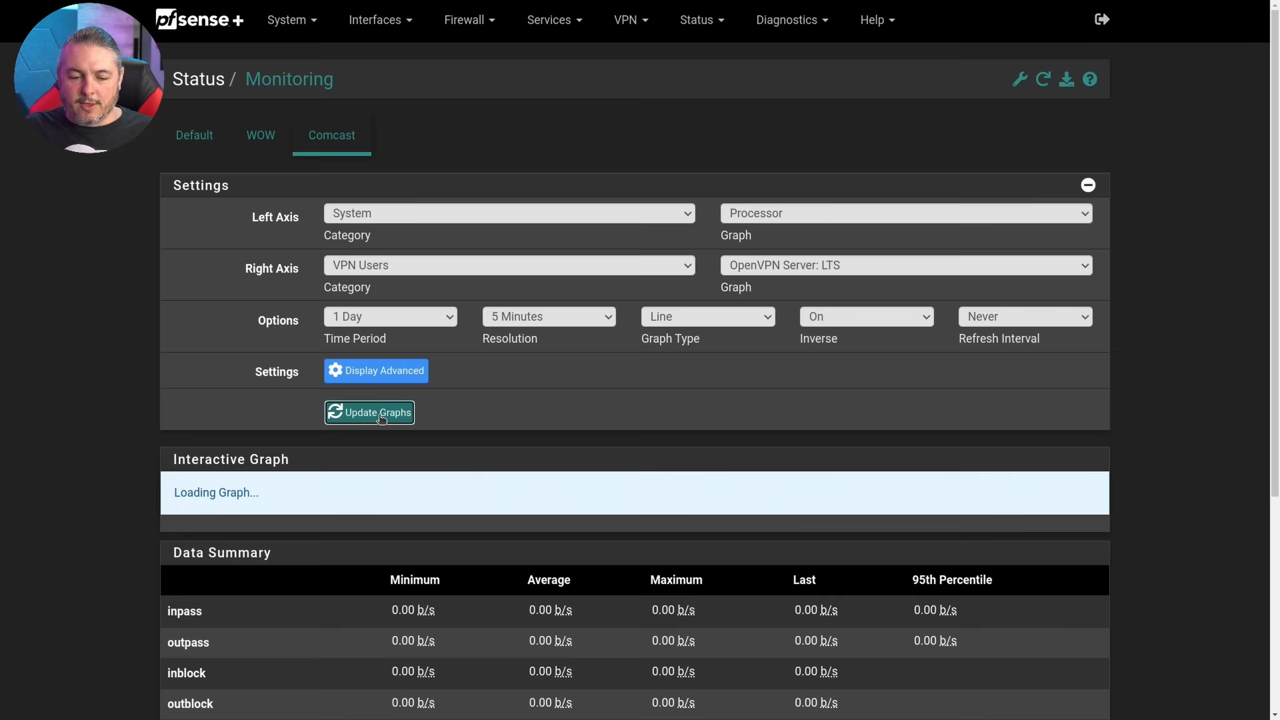 pfsense + System Interfaces Firewall Services VPN Status Diagnostics Help
Status / Monitoring
Default WOW Comcast
Settings
Left Axis System Processor
Category Graph
Right Axis VPN Users OpenVPN Server: LTS
Category Graph
Options 1 Day 5 Minutes Line On Never
Time Period Resolution Graph Type Inverse Refresh Interval
Settings Display Advanced
Update Graphs
Interactive Graph
Loading Graph...
Data Summary
Minimum Average Maximum Last 95th Percentile
inpass 0.00 b/s 0.00 b/s 0.00 b/s 0.00 b/s 0.00 b/s
outpass 0.00 b/s 0.00 b/s 0.00 b/s 0.00 b/s 0.00 b/s
inblock 0.00 b/s 0.00 b/s 0.00 b/s 0.00 b/s
outblock 0.00 b/s 0.00 b/s 0.00 b/s 0.00 b/s